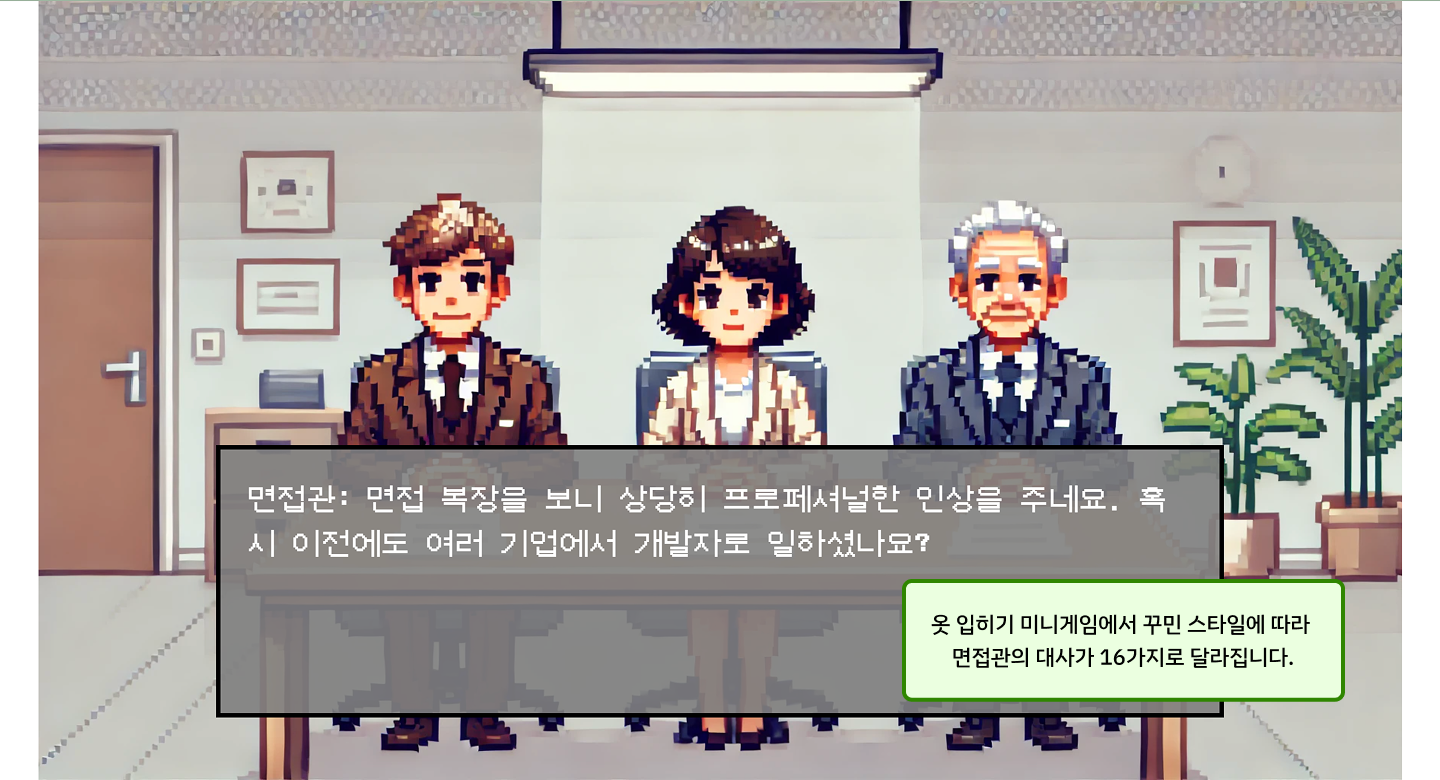 면접관: 면접 복장을 보니 상당히 프로페셔널한 인상을 주네요. 혹
시 이전에도 여러 기업에서 개발자로 일하셨나요?
옷 입히기 미니게임에서 꾸민 스타일에 따라
면접관의 대사가 16가지로 달라집니다.